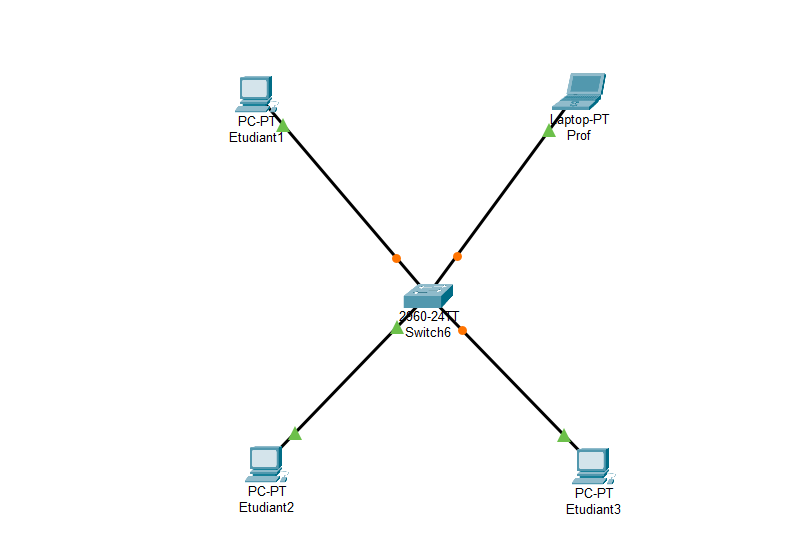 PC-PT
Etudiant1
Laptop-PT
Prof
2960-24TT
Switch6
PC-PT
Etudiant2
PC-PT
Etudiant3